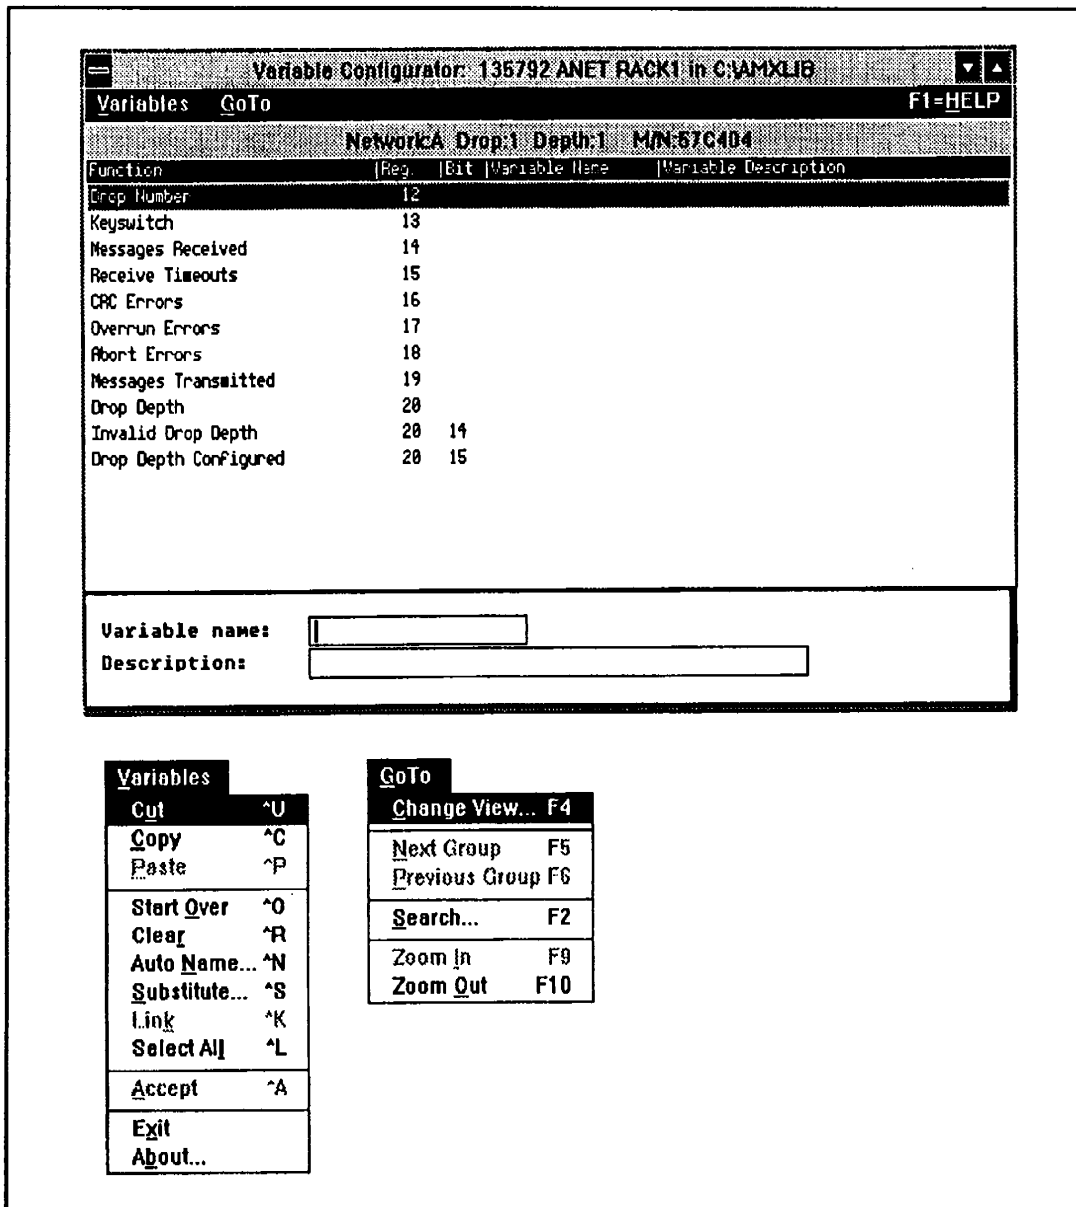 Variable Configurator: 135792 ANET RACK1 in C:\AMXLIB
Variables GoTo F1=HELP
Network:A Drop:1 Depth:1 M/N:57C404
Function |Reg. |Bit |Variable Name |Variable Description
Drop Number 12
Keyswitch 13
Messages Received 14
Receive Timeouts 15
CRC Errors 16
Overrun Errors 17
Abort Errors 18
Messages Transmitted 19
Drop Depth 20
Invalid Drop Depth 20 14
Drop Depth Configured 20 15
Variable name:
Description:
Variables
Cut ^U
Copy ^C
Paste ^P
Start Over ^O
Clear ^R
Auto Name... ^N
Substitute... ^S
Link ^K
Select All ^L
Accept ^A
Exit
About...
GoTo
Change View... F4
Next Group F5
Previous Group F6
Search... F2
Zoom In F9
Zoom Out F10